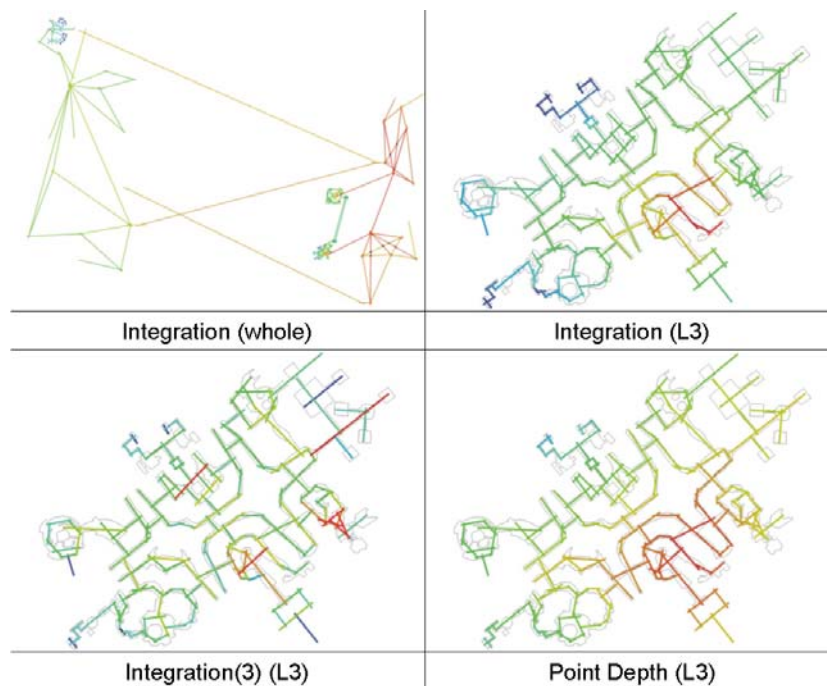 Integration (whole)
Integration (L3)
Integration(3) (L3)
Point Depth (L3)